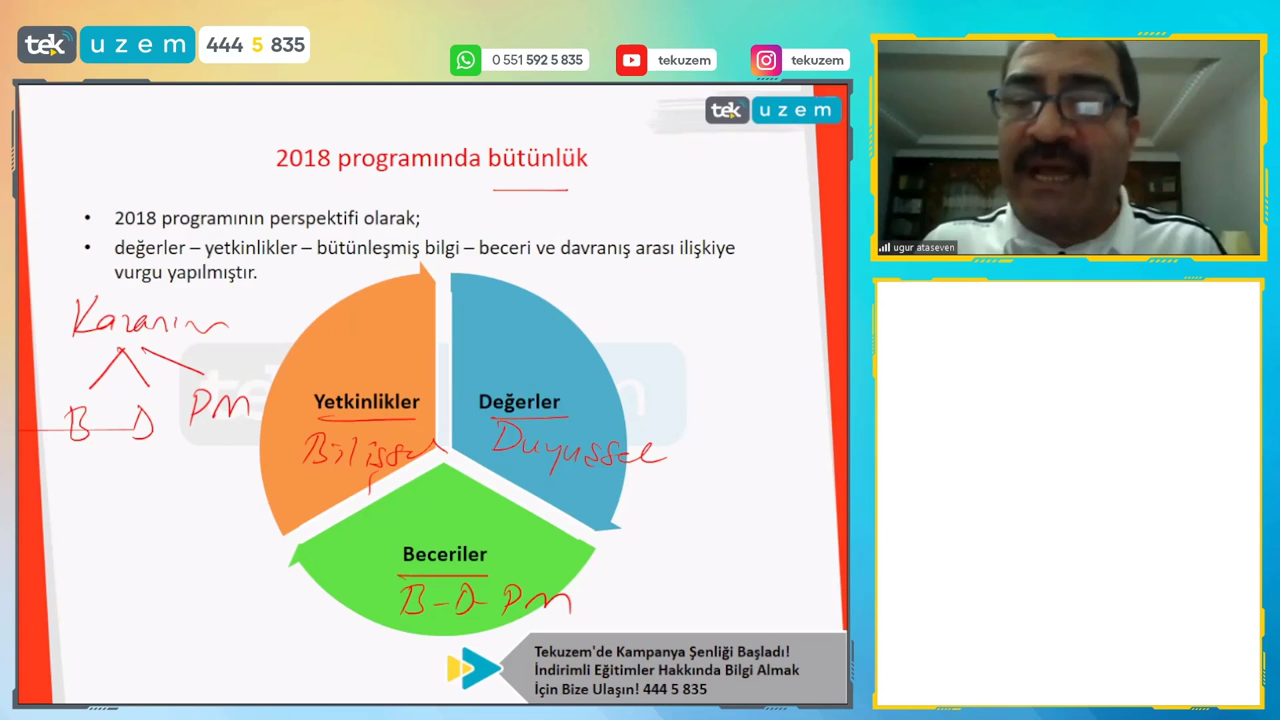 tek uzem 444 5 835
0 551 592 5 835 tekuzem tekuzem
tek uzem
2018 programında bütünlük
• 2018 programının perspektifi olarak;
• değerler – yetkinlikler – bütünleşmiş bilgi – beceri ve davranış arası ilişkiye
vurgu yapılmıştır.
Kazanım
B D PM
Yetkinlikler
Bilişsel
Değerler
Duyuşsal
Beceriler
B-D-PM
Tekuzem'de Kampanya Şenliği Başladı!
İndirimli Eğitimler Hakkında Bilgi Almak
İçin Bize Ulaşın! 444 5 835
ugur ataseven